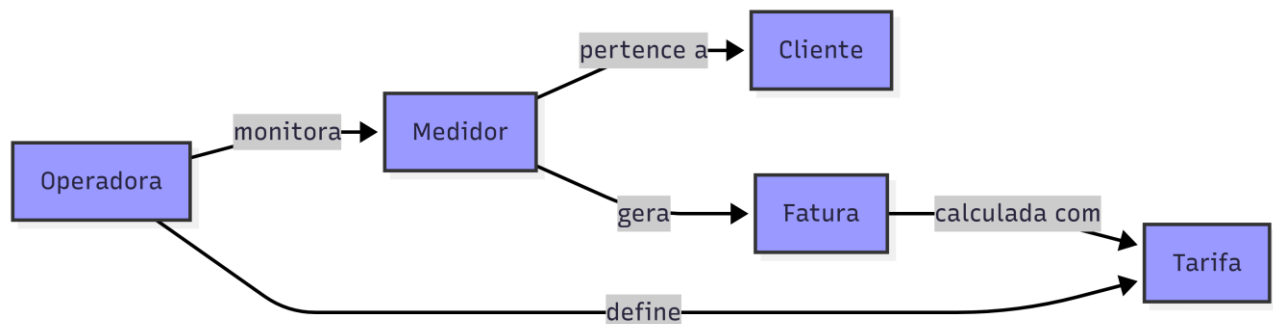 pertence a
Cliente
monitora
Medidor
Operadora
gera
Fatura
calculada com
Tarifa
define